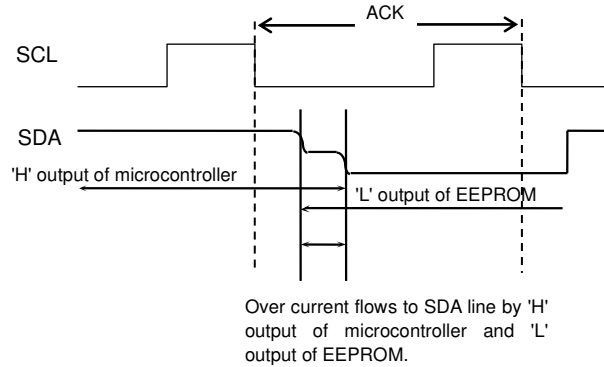 ACK
SCL
SDA
'H' output of microcontroller
'L' output of EEPROM
Over current flows to SDA line by 'H'
output of microcontroller and 'L'
output of EEPROM.